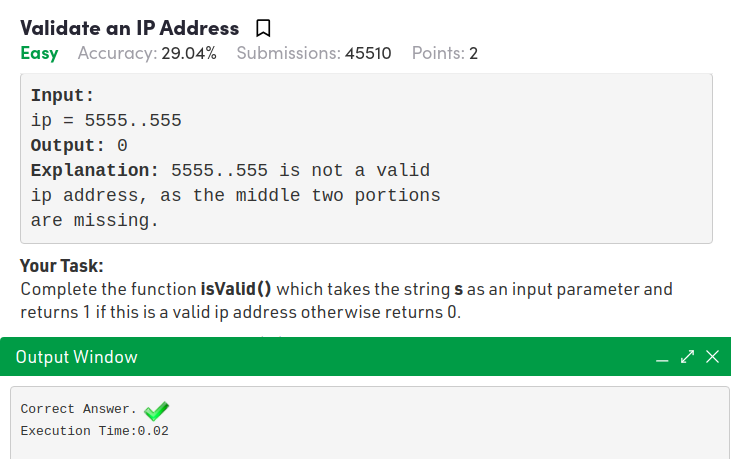 Validate an IP Address
Easy Accuracy: 29.04% Submissions: 45510 Points: 2
Input:
ip = 5555..555
Output: 0
Explanation: 5555..555 is not a valid
ip address, as the middle two portions
are missing.
Your Task:
Complete the function isValid() which takes the string s as an input parameter and
returns 1 if this is a valid ip address otherwise returns 0.
Output Window
Correct Answer.
Execution Time:0.02